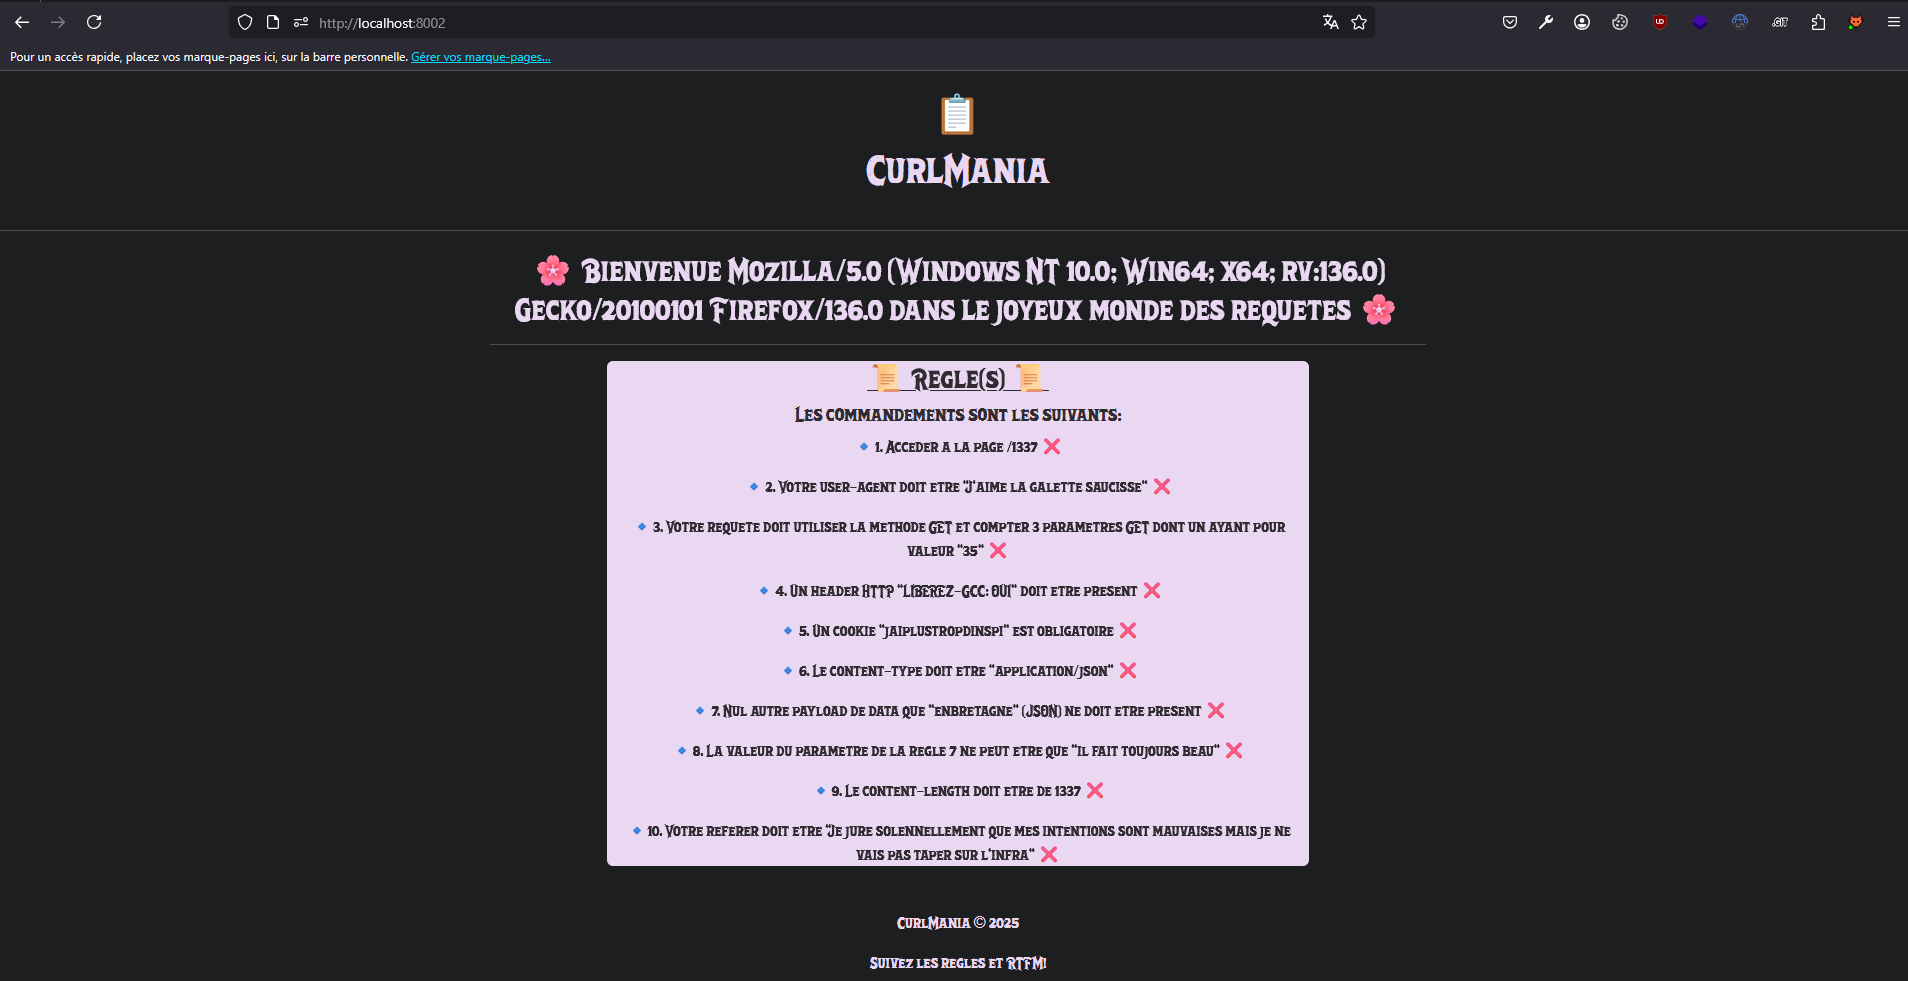 http://localhost:8002
Pour un accès rapide, placez vos marque-pages ici, sur la barre personnelle. Gérer vos marque-pages...
CurlMania
Bienvenue Mozilla/5.0 (Windows NT 10.0; Win64; x64; rv:136.0)
Gecko/20100101 Firefox/136.0 dans le joyeux monde des requetes
Regle(s)
Les commandements sont les suivants:
1. Acceder a la page /1337
2. Votre user-agent doit etre "J'aime la galette saucisse"
3. Votre requete doit utiliser la methode GET et compter 3 parametres GET dont un ayant pour
valeur "35"
4. Un header HTTP "LIBEREZ-GCC: OUI" doit etre present
5. Un cookie "jaiplustropdinspi" est obligatoire
6. Le content-type doit etre "application/json"
7. Nul autre payload de data que "enbretagne" (JSON) ne doit etre present
8. La valeur du parametre de la regle 7 ne peut etre que "il fait toujours beau"
9. Le content-length doit etre de 1337
10. Votre referer doit etre "Je jure solennellement que mes intentions sont mauvaises mais je ne
vais pas taper sur l'infra"
CurlMania © 2025
Suivez les regles et RTFM!